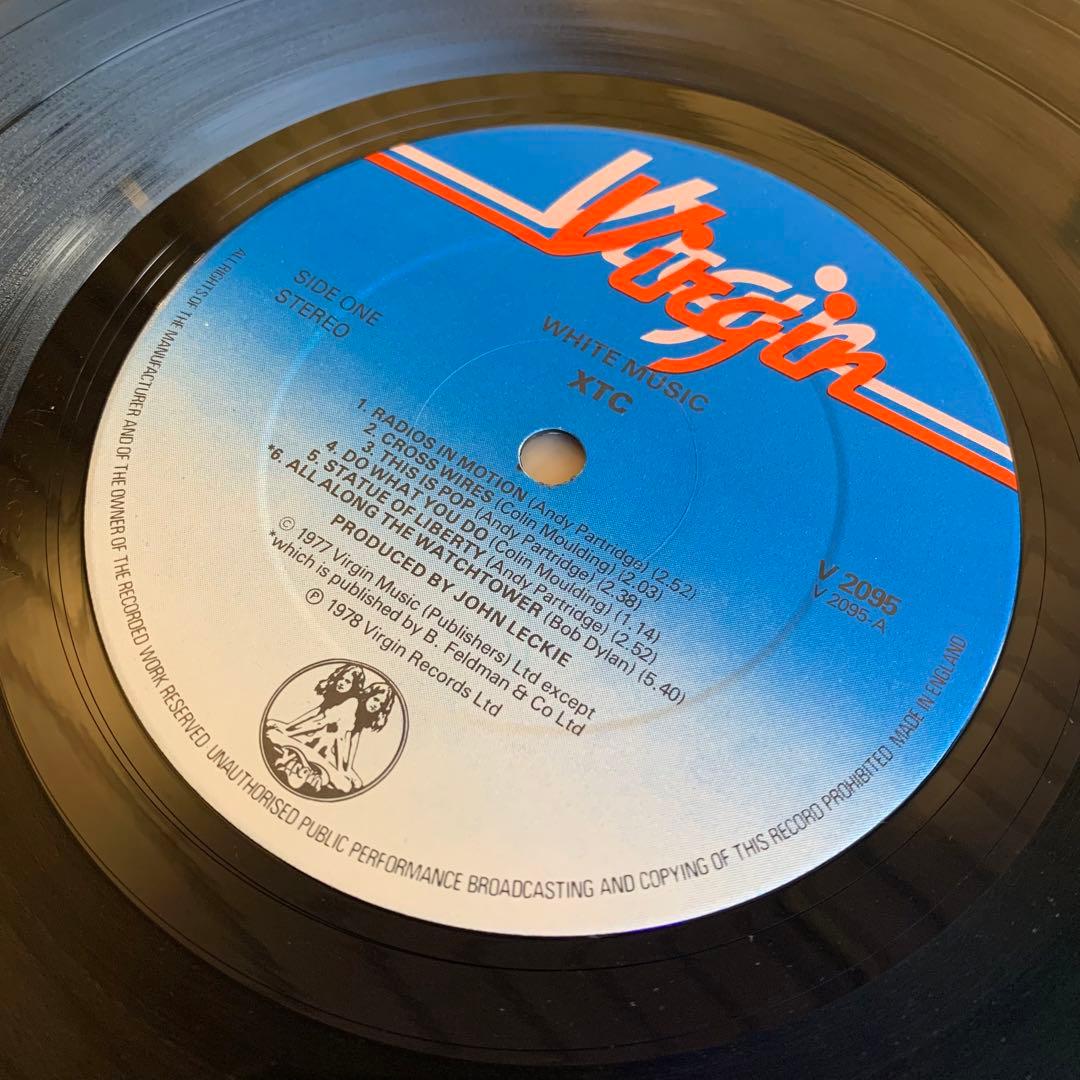 Virgin
SIDE ONE
STEREO
WHITE MUSIC
XTC
1. RADIOS IN MOTION (Andy Partridge) (2.52)
2. CROSS WIRES (Colin Moulding) (2.03)
3. THIS IS POP (Andy Partridge) (2.38)
4. DO WHAT YOU DO (Colin Moulding) (1.14)
5. STATUE OF LIBERTY (Andy Partridge) (2.52)
*6. ALL ALONG THE WATCHTOWER (Bob Dylan) (5.40)
PRODUCED BY JOHN LECKIE
© 1977 Virgin Music (Publishers) Ltd except
*which is published by B. Feldman & Co Ltd
℗ 1978 Virgin Records Ltd
V 2095
V 2095-A
Virgin
ALL RIGHTS OF THE MANUFACTURER AND OF THE OWNER OF THE RECORDED WORK RESERVED UNAUTHORISED PUBLIC PERFORMANCE BROADCASTING AND COPYING OF THIS RECORD PROHIBITED MADE IN ENGLAND